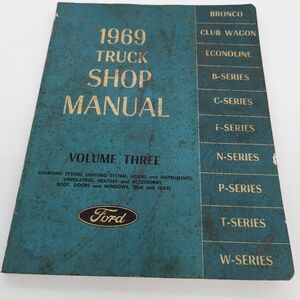 1969
TRUCK
SHOP
MANUAL
VOLUME THREE
CHARGING SYSTEM, LIGHTING SYSTEM, HORNS and INSTRUMENTS,
VENTILATING, HEATING and ACCESSORIES
BODY, DOORS and WINDOWS, TRIM and SEATS
Ford
BRONCO
CLUB WAGON
ECONOLINE
B-SERIES
C-SERIES
F-SERIES
N-SERIES
P-SERIES
T-SERIES
W-SERIES